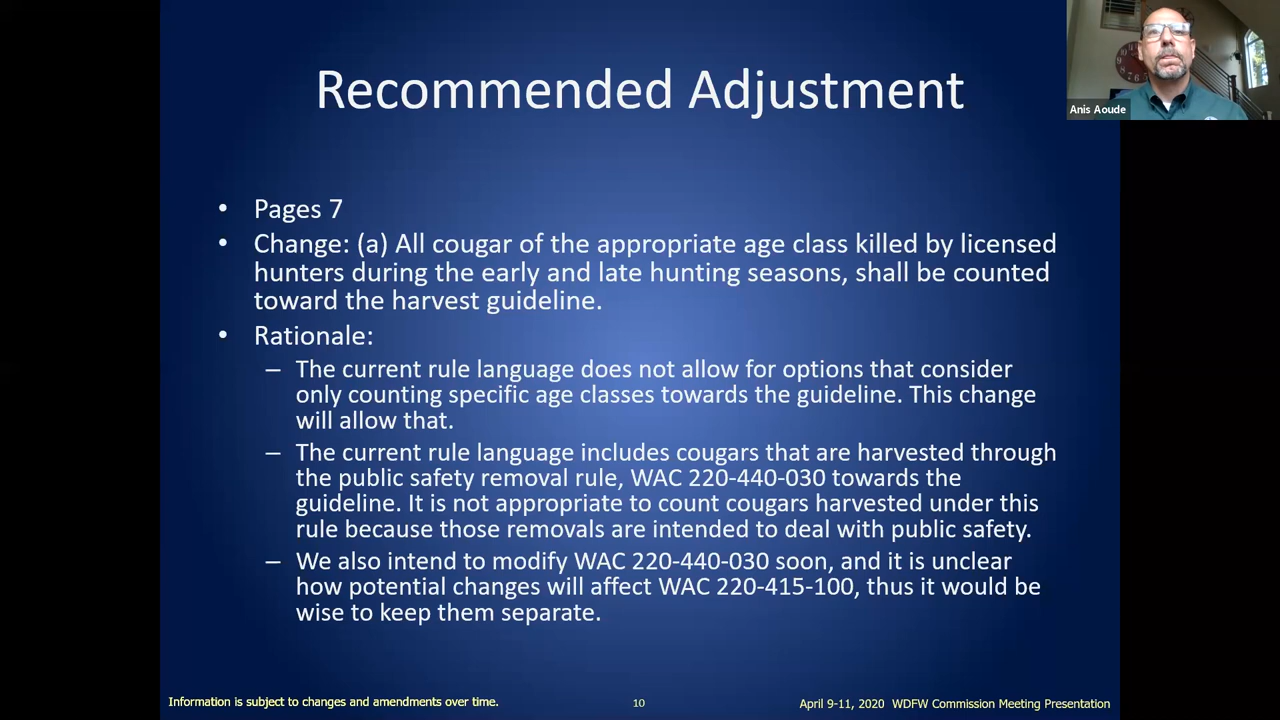 Recommended Adjustment
Anis Aoude
• Pages 7
• Change: (a) All cougar of the appropriate age class killed by licensed
hunters during the early and late hunting seasons, shall be counted
toward the harvest guideline.
• Rationale:
– The current rule language does not allow for options that consider
only counting specific age classes towards the guideline. This change
will allow that.
– The current rule language includes cougars that are harvested through
the public safety removal rule, WAC 220-440-030 towards the
guideline. It is not appropriate to count cougars harvested under this
rule because those removals are intended to deal with public safety.
– We also intend to modify WAC 220-440-030 soon, and it is unclear
how potential changes will affect WAC 220-415-100, thus it would be
wise to keep them separate.
Information is subject to changes and amendments over time.
10
April 9-11, 2020 WDFW Commission Meeting Presentation